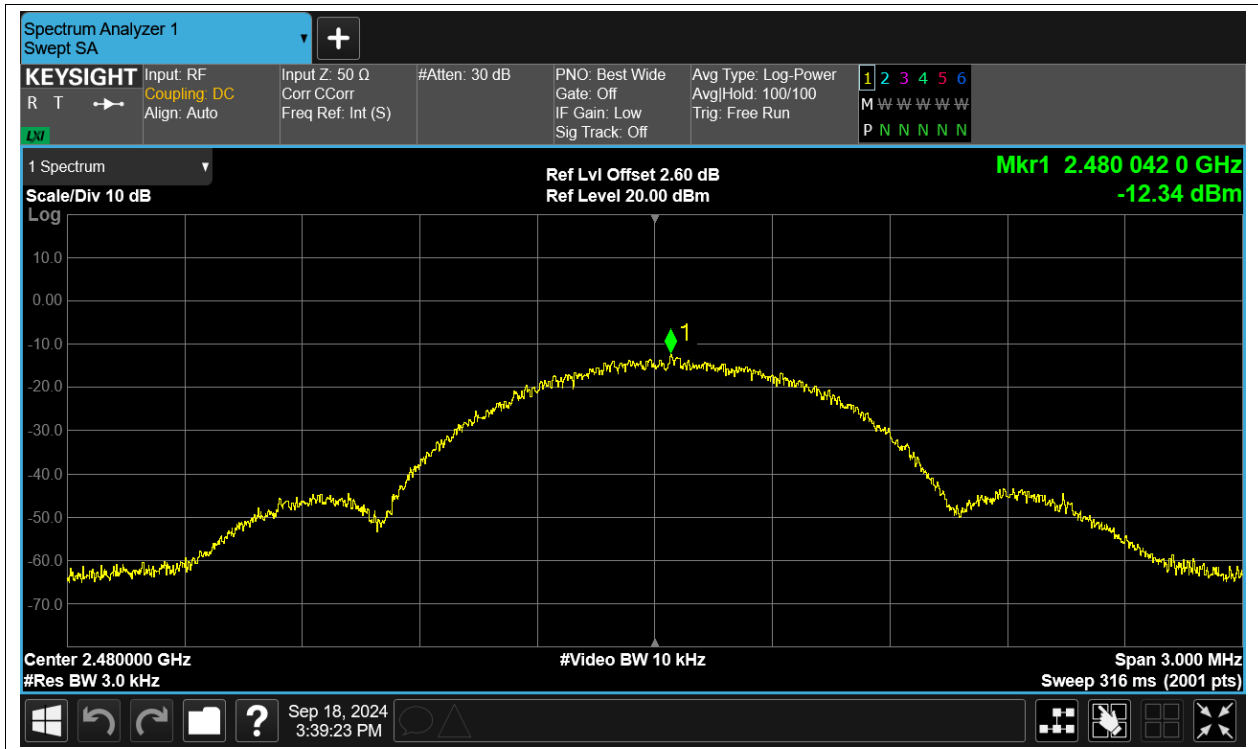 Spectrum Analyzer 1
Swept SA
KEYSIGHT
R T
LXI
Input: RF
Coupling: DC
Align: Auto
Input Z: 50 Ω
Corr CCorr
Freq Ref: Int (S)
#Atten: 30 dB
PNO: Best Wide
Gate: Off
IF Gain: Low
Sig Track: Off
Avg Type: Log-Power
Avg|Hold: 100/100
Trig: Free Run
1 2 3 4 5 6
M W W W W W
P N N N N N
1 Spectrum
Scale/Div 10 dB
Log
Ref Lvl Offset 2.60 dB
Ref Level 20.00 dBm
Mkr1 2.480 042 0 GHz
-12.34 dBm
10.0
0.00
-10.0
-20.0
-30.0
-40.0
-50.0
-60.0
-70.0
1
Center 2.480000 GHz
#Res BW 3.0 kHz
#Video BW 10 kHz
Span 3.000 MHz
Sweep 316 ms (2001 pts)
?
Sep 18, 2024
3:39:23 PM